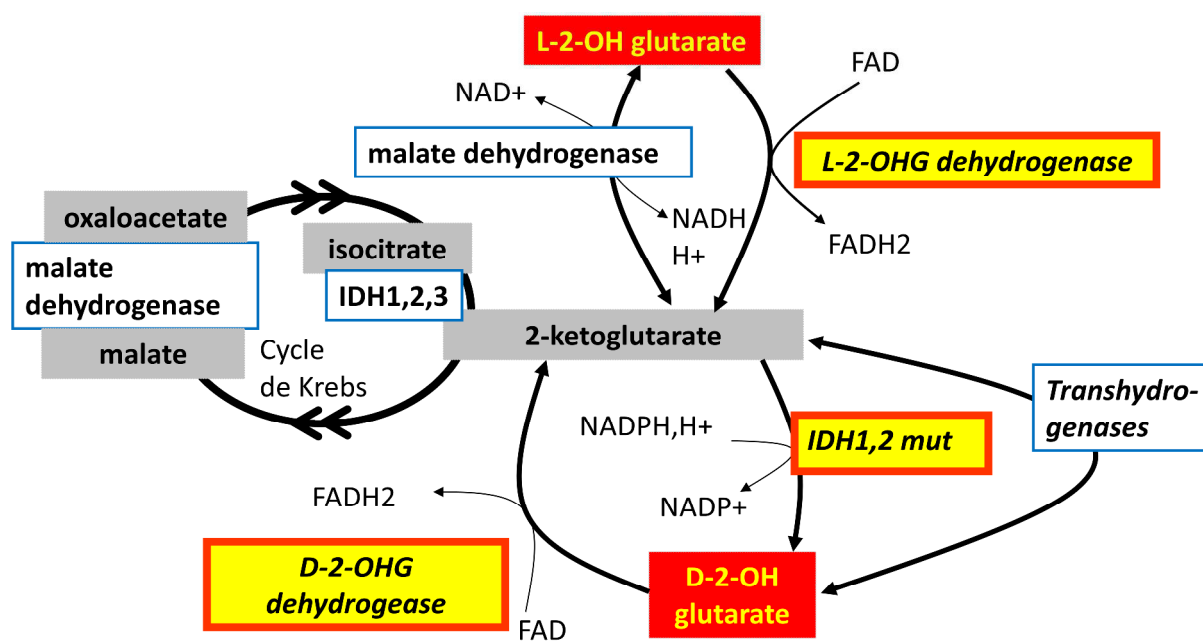 L-2-OH glutarate
FAD
NAD+
malate dehydrogenase
L-2-OHG dehydrogenase
oxaloacetate
NADH
H+
FADH2
isocitrate
malate
dehydrogenase
IDH1,2,3
2-ketoglutarate
malate
Cycle
de Krebs
Transhydro-
genases
NADPH,H+
IDH1,2 mut
FADH2
NADP+
D-2-OHG
dehydrogease
D-2-OH
glutarate
FAD